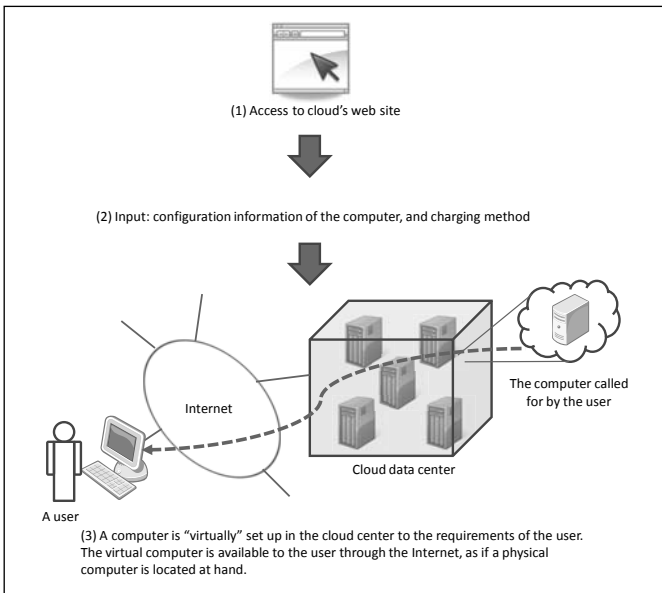 (1) Access to cloud's web site
(2) Input: configuration information of the computer, and charging method
Internet
The computer called
for by the user
Cloud data center
A user
(3) A computer is “virtually” set up in the cloud center to the requirements of the user.
The virtual computer is available to the user through the Internet, as if a physical
computer is located at hand.